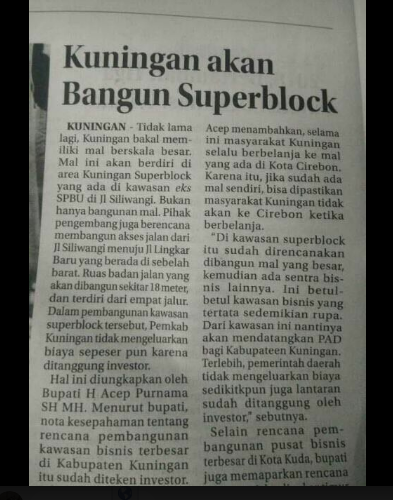 Kuningan akan
Bangun Superblock
KUNINGAN - Tidak lama
lagi, Kuningan bakal mem-
iliki mal berskala besar.
Mal ini akan berdiri di
area Kuningan Superblock
yang ada di kawasan eks
SPBU di Jl Siliwangi. Bukan
hanya bangunan mal. Pihak
pengembang juga berencana
membangun akses jalan dari
Jl Siliwangi menuju Jl Lingkar
Baru yang berada di sebelah
barat. Ruas badan jalan yang
akan dibangun sekitar 18 meter,
dan terdiri dari empat jalur.
Dalam pembangunan kawasan
superblock tersebut, Pemkab
Kuningan tidak mengeluarkan
biaya sepeser pun karena
ditanggung investor.
Hal ini diungkapkan oleh
Bupati H Acep Purnama
SH MH. Menurut bupati,
nota kesepahaman tentang
rencana pembangunan
kawasan bisnis terbesar
di Kabupaten Kuningan
itu sudah diteken investor.
Acep menambahkan, selama
ini masyarakat Kuningan
selalu berbelanja ke mal
yang ada di Kota Cirebon.
Karena itu, jika sudah ada
mal sendiri, bisa dipastikan
masyarakat Kuningan tidak
akan ke Cirebon ketika
berbelanja.
"Di kawasan superblock
itu sudah direncanakan
dibangun mal yang besar,
kemudian ada sentra bis-
nis lainnya. Ini betul-
betul kawasan bisnis yang
tertata sedemikian rupa.
Dari kawasan ini nantinya
akan mendatangkan PAD
bagi Kabupateen Kuningan.
Terlebih, pemerintah daerah
tidak mengeluarkan biaya
sedikitkpun juga lantaran
sudah ditanggung oleh
investor," sebutnya.
Selain rencana pem-
bangunan pusat bisnis
terbesar di Kota Kuda, bupati
juga memaparkan rencana